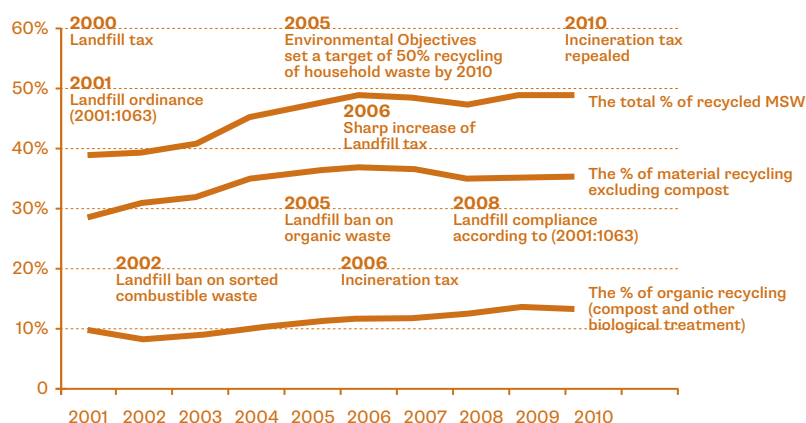 60%
50%
40%
30%
20%
10%
0
2000
Landfill tax
2005
Environmental Objectives
set a target of 50% recycling
of household waste by 2010
2010
Incineration tax
repealed
2001
Landfill ordinance
(2001:1063)
2006
Sharp increase of
Landfill tax
The total % of recycled MSW
The % of material recycling
excluding compost
2005
Landfill ban on
organic waste
2008
Landfill compliance
according to (2001:1063)
2002
Landfill ban on sorted
combustible waste
2006
Incineration tax
The % of organic recycling
(compost and other
biological treatment)
2001 2002 2003 2004 2005 2006 2007 2008 2009 2010